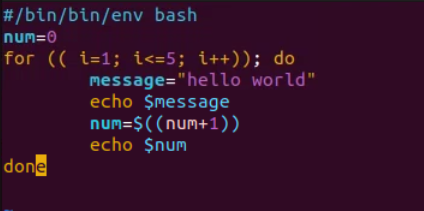 #/bin/bin/env bash
num=0
for (( i=1; i<=5; i++)); do
        message="hello world"
        echo $message
        num=$((num+1))
        echo $num
done